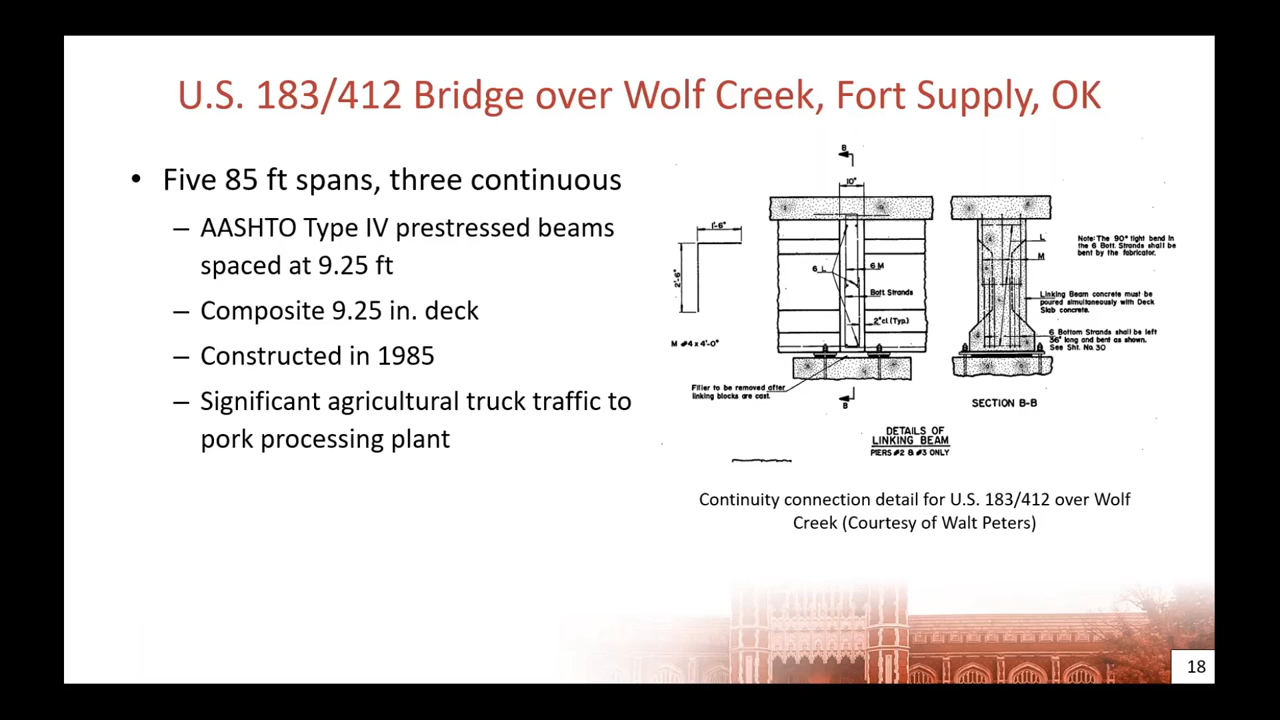 U.S. 183/412 Bridge over Wolf Creek, Fort Supply, OK
• Five 85 ft spans, three continuous
– AASHTO Type IV prestressed beams
spaced at 9.25 ft
– Composite 9.25 in. deck
– Constructed in 1985
– Significant agricultural truck traffic to
pork processing plant
B
10"
1'-6"
2'-6"
6 L
6 M
Bott Strands
2" cl. (Typ.)
M #4 x 4'-0"
Filler to be removed after
linking blocks are cast.
B
L
M
Note: The 90° tight bend in
the 6 Bott. Strands shall be
bent by the fabricator.
Linking Beam concrete must be
poured simultaneously with Deck
Slab concrete.
6 Bottom Strands shall be left
36" long and bent as shown.
See Sht. No. 30
SECTION B-B
DETAILS OF
LINKING BEAM
PIERS #2 & #3 ONLY
Continuity connection detail for U.S. 183/412 over Wolf
Creek (Courtesy of Walt Peters)
18